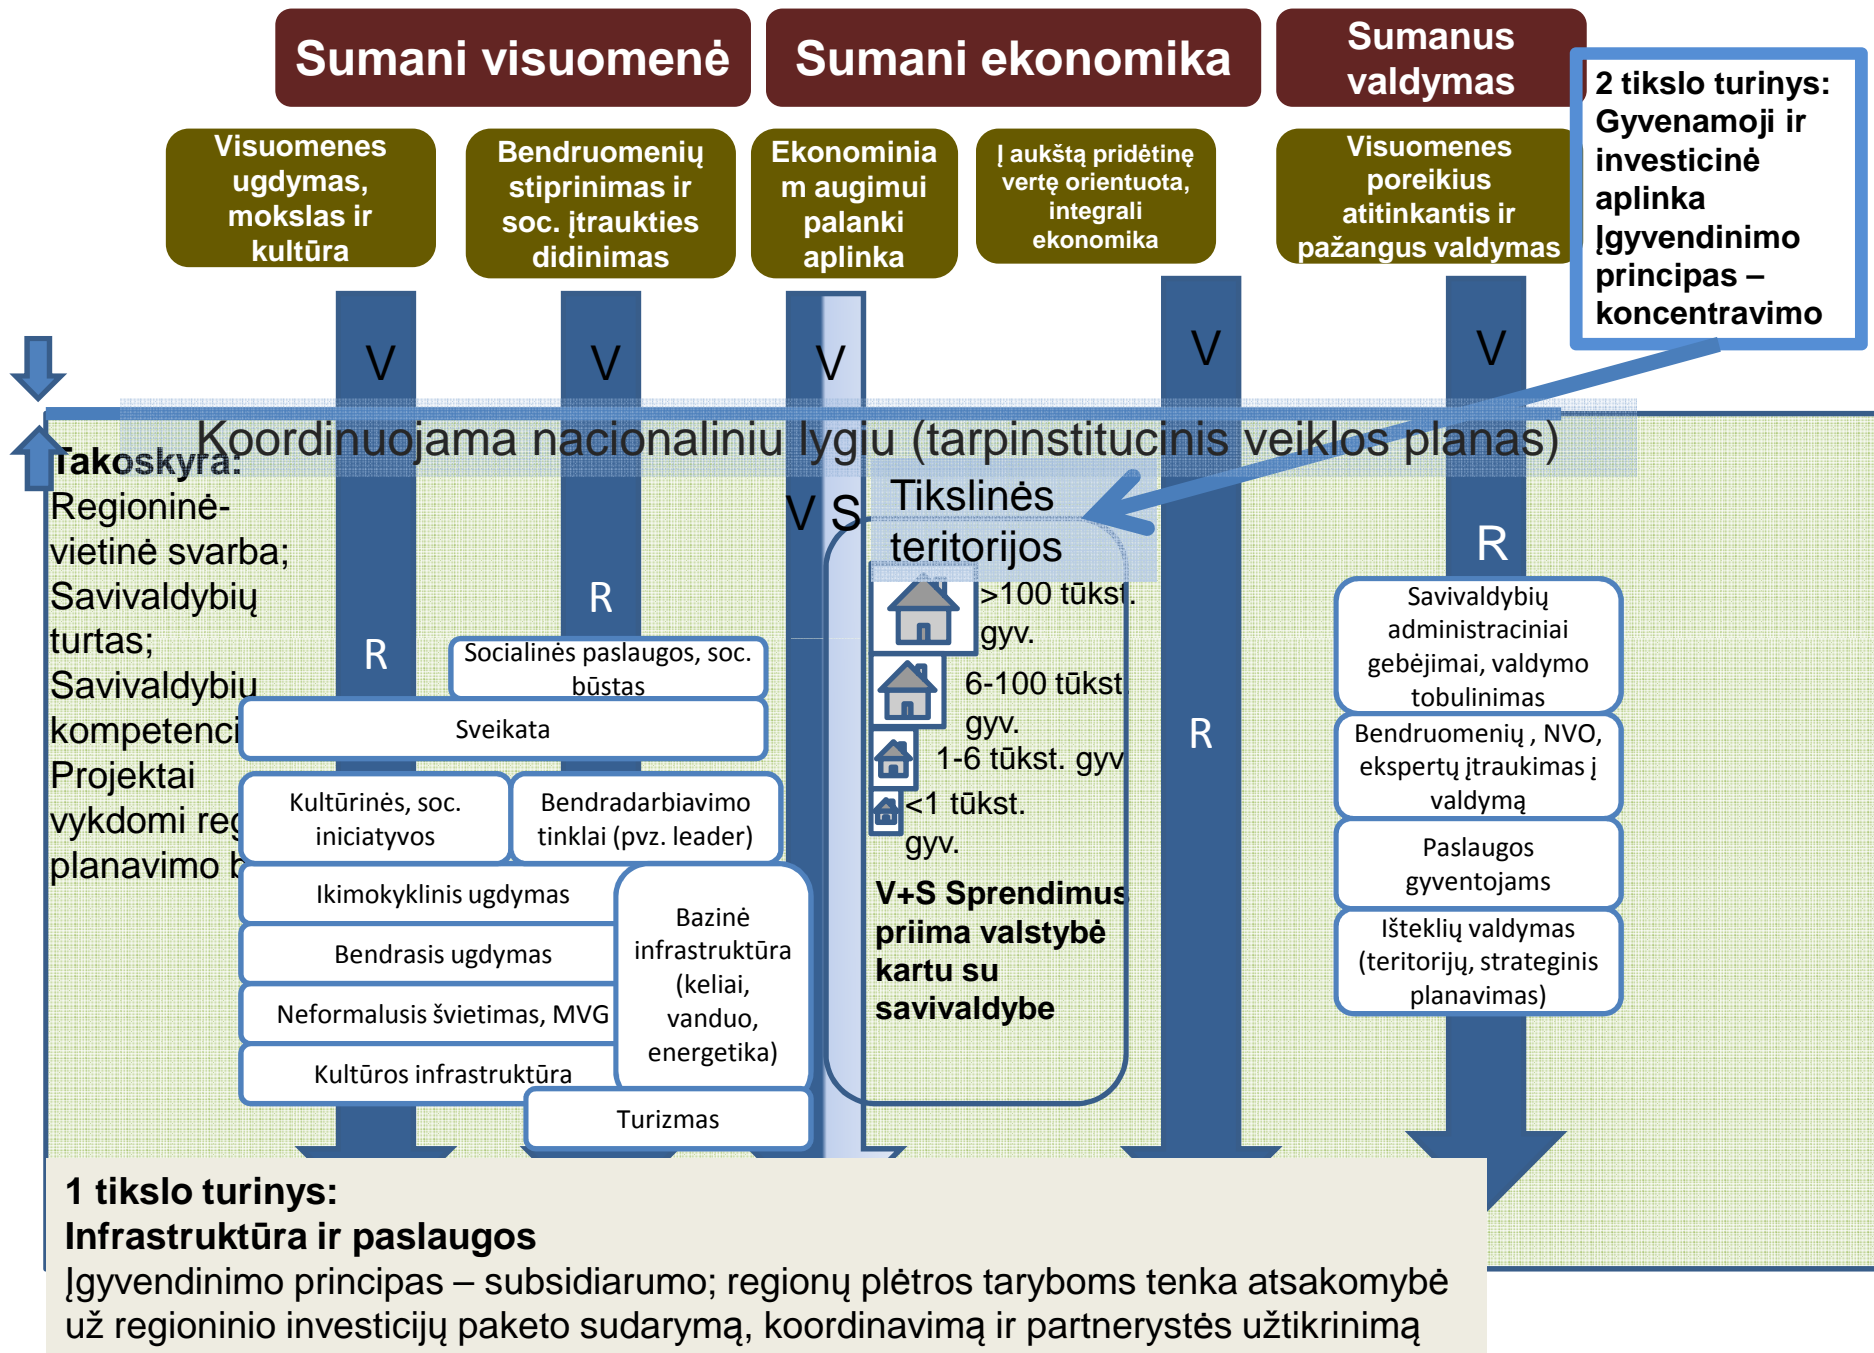 Sumani visuomenė
Sumani ekonomika
Sumanus
valdymas
2 tikslo turinys:
Gyvenamoji ir
investicinė
aplinka
Įgyvendinimo
principas –
koncentravimo
Visuomenes
ugdymas,
mokslas ir
kultūra
Bendruomenių
stiprinimas ir
soc. įtraukties
didinimas
Ekonominia
m augimui
palanki
aplinka
Į aukštą pridėtinę
vertę orientuota,
integrali
ekonomika
Visuomenes
poreikius
atitinkantis ir
pažangus valdymas
V
V
V
V
V
Koordinuojama nacionaliniu lygiu (tarpinstitucinis veiklos planas)
Takoskyra:
Regioninė-
vietinė svarba;
Savivaldybių
turtas;
Savivaldybių
kompetenci
Projektai
vykdomi reg
planavimo b
R
R
V S
R
R
Socialinės paslaugos, soc.
būstas
Sveikata
Kultūrinės, soc.
iniciatyvos
Bendradarbiavimo
tinklai (pvz. leader)
Ikimokyklinis ugdymas
Bendrasis ugdymas
Neformalusis švietimas, MVG
Kultūros infrastruktūra
Bazinė
infrastruktūra
(keliai,
vanduo,
energetika)
Turizmas
Tikslinės
teritorijos
>100 tūkst.
gyv.
6-100 tūkst.
gyv.
1-6 tūkst. gyv
<1 tūkst.
gyv.
V+S Sprendimus
priima valstybė
kartu su
savivaldybe
Savivaldybių
administraciniai
gebėjimai, valdymo
tobulinimas
Bendruomenių , NVO,
ekspertų įtraukimas į
valdymą
Paslaugos
gyventojams
Išteklių valdymas
(teritorijų, strateginis
planavimas)
1 tikslo turinys:
Infrastruktūra ir paslaugos
Įgyvendinimo principas – subsidiarumo; regionų plėtros taryboms tenka atsakomybė
už regioninio investicijų paketo sudarymą, koordinavimą ir partnerystės užtikrinimą